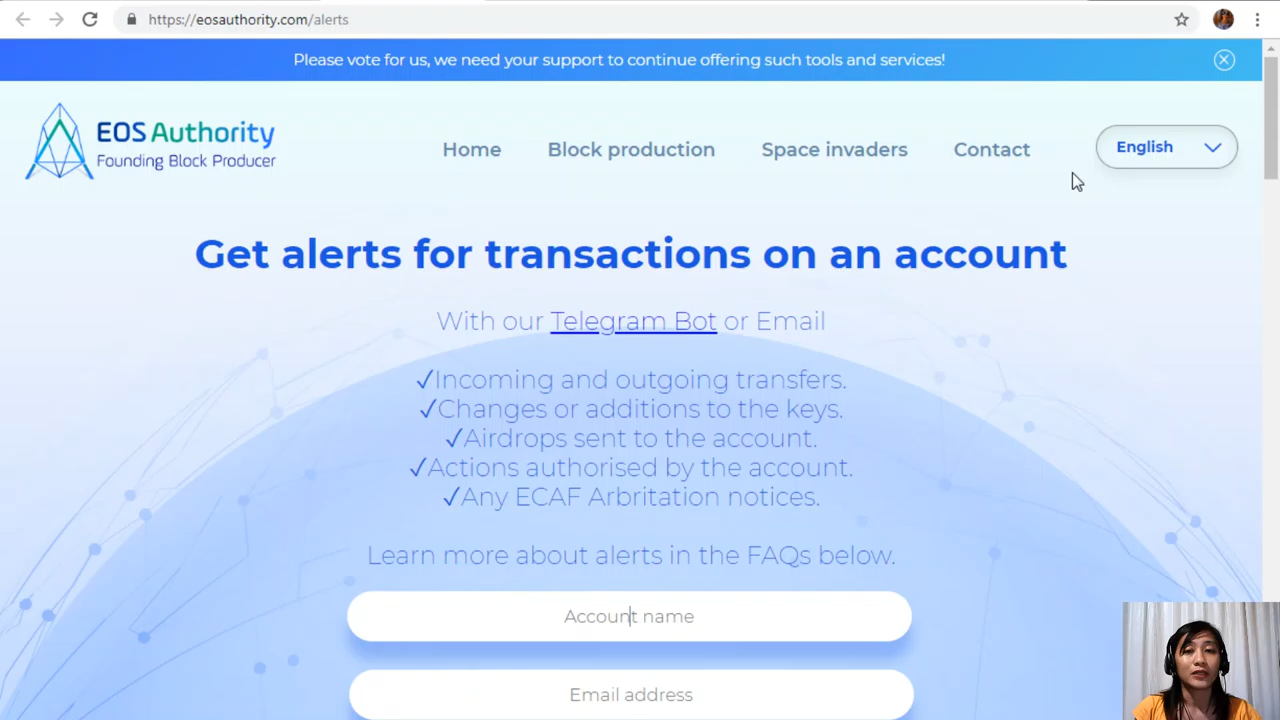 https://eosauthority.com/alerts
Please vote for us, we need your support to continue offering such tools and services!
EOS Authority
Founding Block Producer
Home
Block production
Space invaders
Contact
English
Get alerts for transactions on an account
With our Telegram Bot or Email
✓Incoming and outgoing transfers.
✓Changes or additions to the keys.
✓Airdrops sent to the account.
✓Actions authorised by the account.
✓Any ECAF Arbritation notices.
Learn more about alerts in the FAQs below.
Account name
Email address